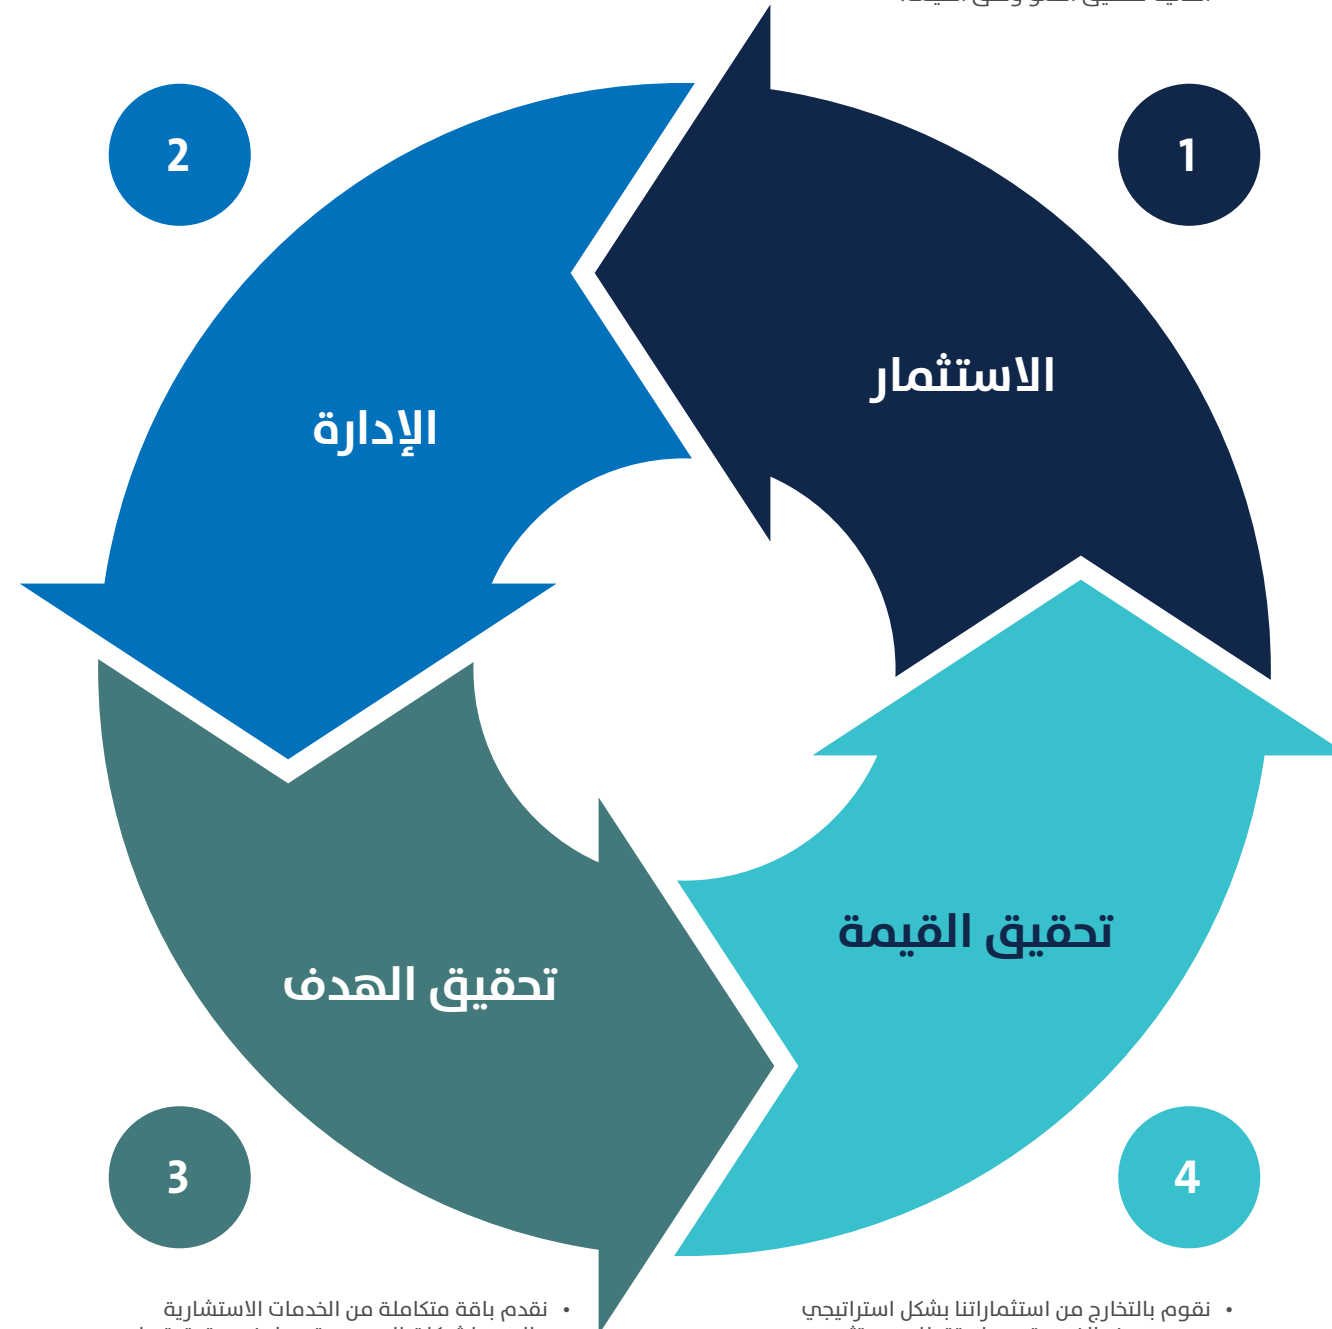 1
الاستثمار
2
الإدارة
3
تحقيق الهدف
4
تحقيق القيمة
• نقدم باقة متكاملة من الخدمات الاستشارية
• نقوم بالتخارج من استثماراتنا بشكل استراتيجي